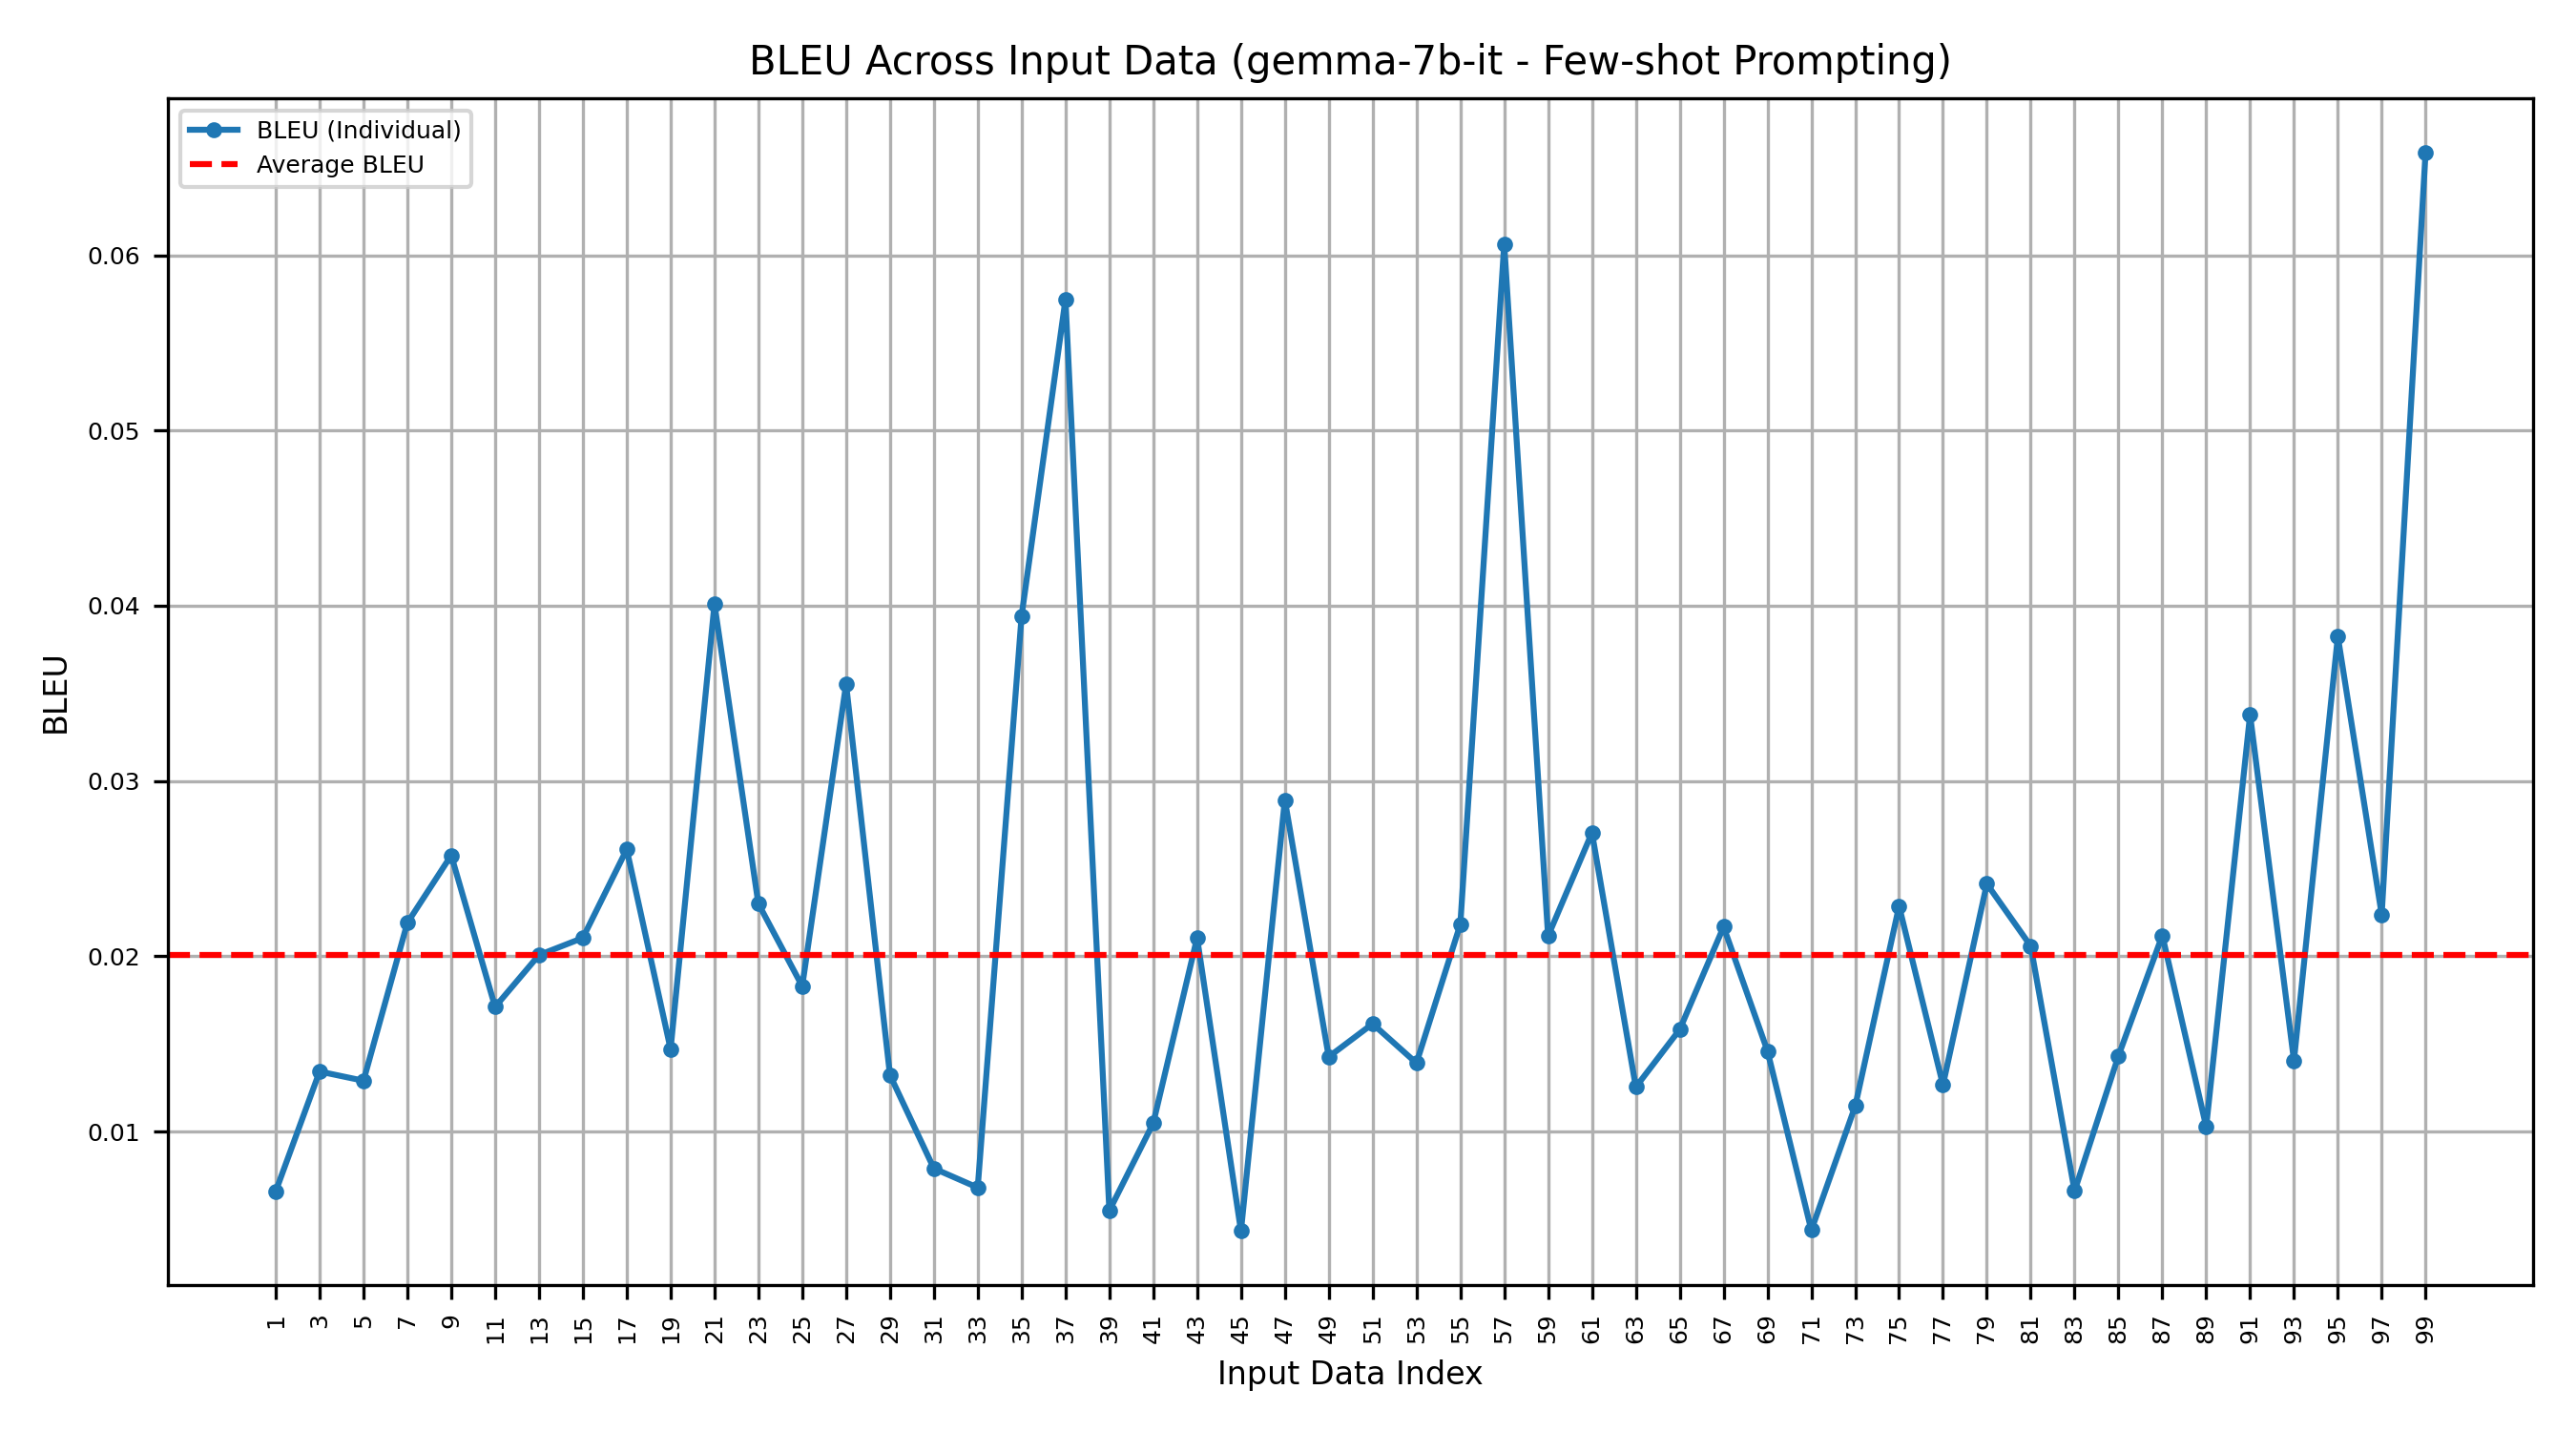 BLEU Across Input Data (gemma-7b-it - Few-shot Prompting)
BLEU (Individual)
Average BLEU
BLEU
0.06
0.05
0.04
0.03
0.02
0.01
1 3 5 7 9 11 13 15 17 19 21 23 25 27 29 31 33 35 37 39 41 43 45 47 49 51 53 55 57 59 61 63 65 67 69 71 73 75 77 79 81 83 85 87 89 91 93 95 97 99
Input Data Index